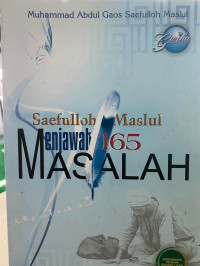 Muhammad Abdul Gaos Saefulloh Maslul
Saefulloh Maslul
Menjawab 165
MASALAH